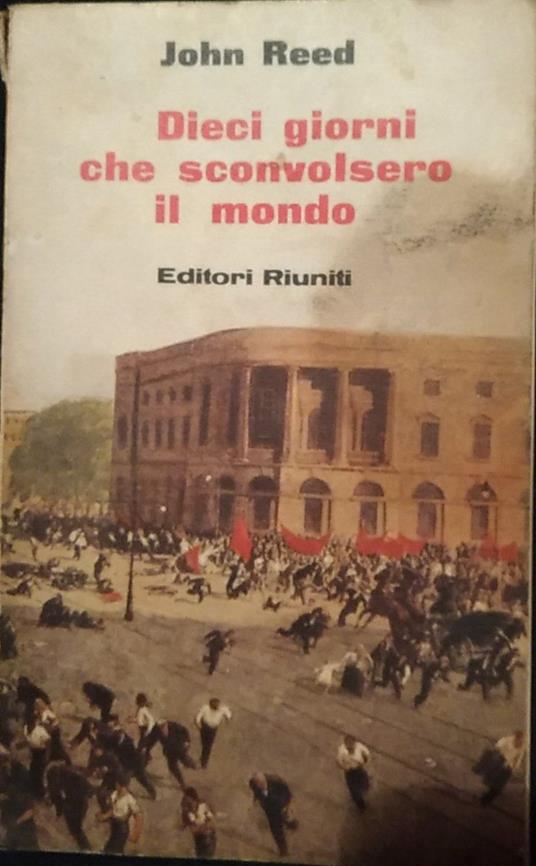 John Reed
Dieci giorni
che sconvolsero
il mondo
Editori Riuniti